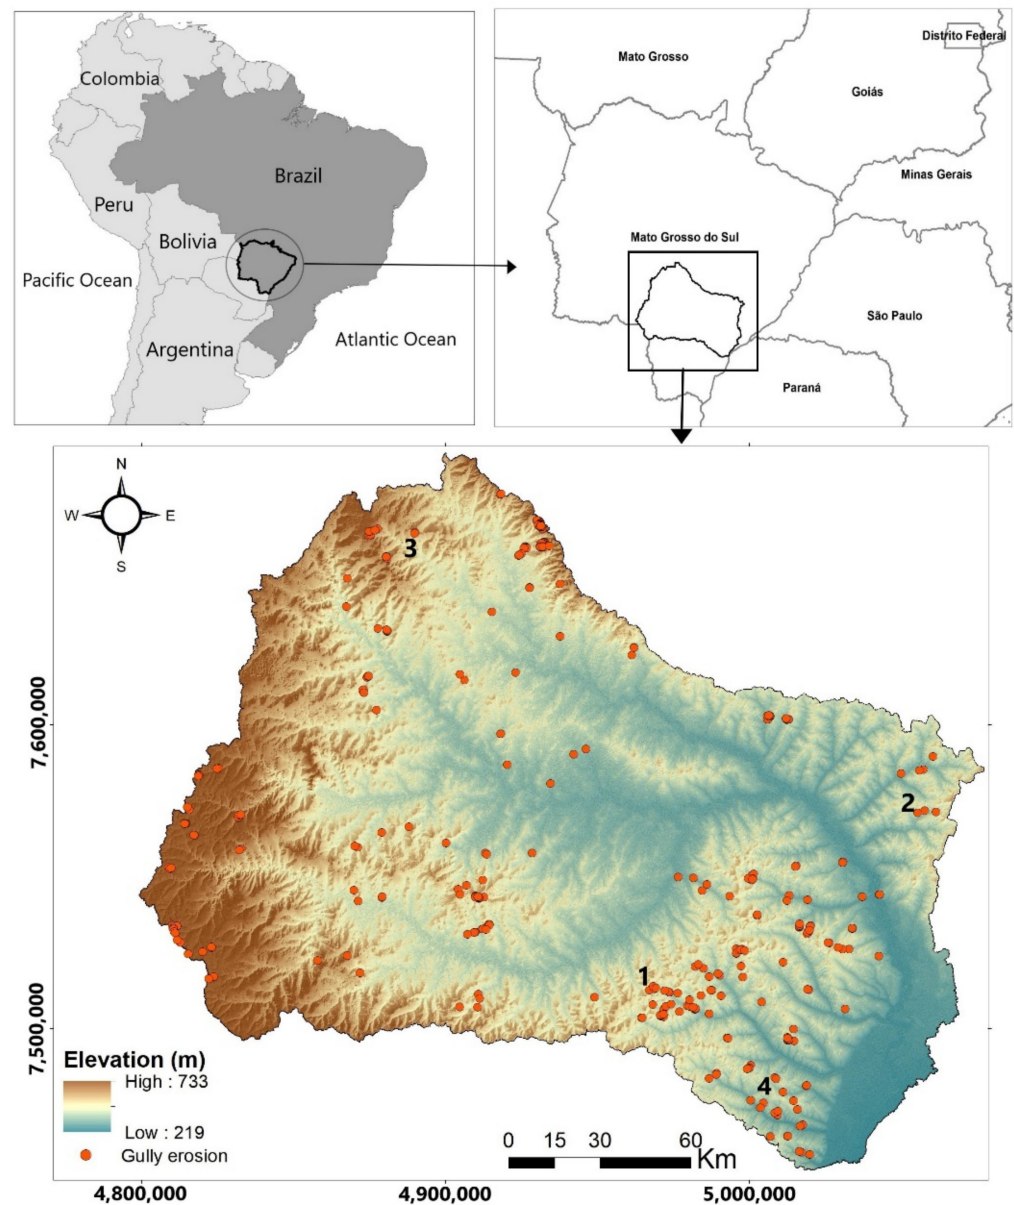 Colombia
Brazil
Peru
Bolivia
Pacific Ocean
Argentina
Atlantic Ocean
Distrito Federal
Mato Grosso
Goiás
Minas Gerais
Mato Grosso do Sul
São Paulo
Paraná
N
W
E
S
3
2
1
4
7,600,000
7,500,000
Elevation (m)
High : 733
Low : 219
Gully erosion
0 15 30 60
Km
4,800,000 4,900,000 5,000,000